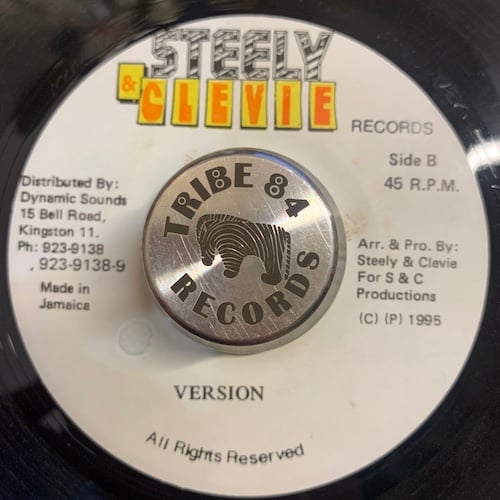 STEELY
& CLEVIE
RECORDS
Side B
45 R.P.M.
Distributed By:
Dynamic Sounds
15 Bell Road,
Kingston 11.
Ph: 923-9138
, 923-9138-9
Made in
Jamaica
TRIBE 84
RECORDS
Arr. & Pro. By:
Steely & Clevie
For S & C
Productions
(C) (P) 1995
VERSION
All Rights Reserved